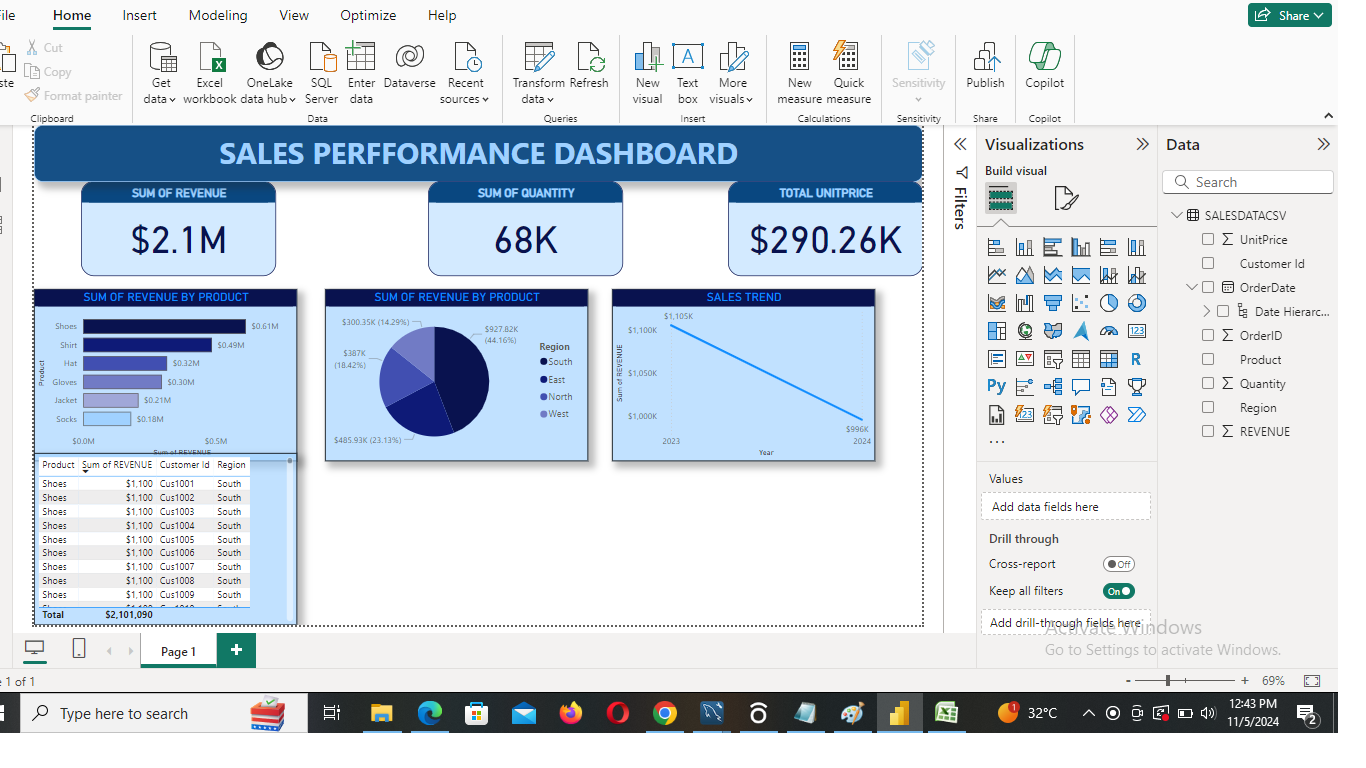 File Home Insert Modeling View Optimize Help Share
Cut
Copy
Format painter
Clipboard
Get data
Excel workbook
OneLake data hub
SQL Server
Enter data
Dataverse
Recent sources
Data
Transform data
Refresh
Queries
New visual
Text box
More visuals
Insert
New measure
Quick measure
Calculations
Sensitivity
Sensitivity
Publish
Share
Copilot
Copilot
SALES PERFFORMANCE DASHBOARD
SUM OF REVENUE
$2.1M
SUM OF QUANTITY
68K
TOTAL UNITPRICE
$290.26K
SUM OF REVENUE BY PRODUCT
Product
Shoes $0.61M
Shirt $0.49M
Hat $0.32M
Gloves $0.30M
Jacket $0.21M
Socks $0.18M
$0.0M $0.5M
Sum of REVENUE
SUM OF REVENUE BY PRODUCT
$300.35K (14.29%)
$927.82K
(44.16%)
$387K
(18.42%)
$485.93K (23.13%)
Region
South
East
North
West
SALES TREND
Sum of REVENUE
$1,105K
$1,100K
$1,050K
$1,000K
$996K
2023 2024
Year
Product Sum of REVENUE Customer Id Region
Shoes $1,100 Cus1001 South
Shoes $1,100 Cus1002 South
Shoes $1,100 Cus1003 South
Shoes $1,100 Cus1004 South
Shoes $1,100 Cus1005 South
Shoes $1,100 Cus1006 South
Shoes $1,100 Cus1007 South
Shoes $1,100 Cus1008 South
Shoes $1,100 Cus1009 South
Total $2,101,090
Filters
Visualizations
Build visual
Values
Add data fields here
Drill through
Cross-report Off
Keep all filters On
Add drill-through fields here
Data
Search
SALESDATACSV
UnitPrice
Customer Id
OrderDate
Date Hierarc...
OrderID
Product
Quantity
Region
REVENUE
Activate Windows
Go to Settings to activate Windows.
Page 1
1 of 1
69%
Type here to search
32°C
12:43 PM
11/5/2024
2